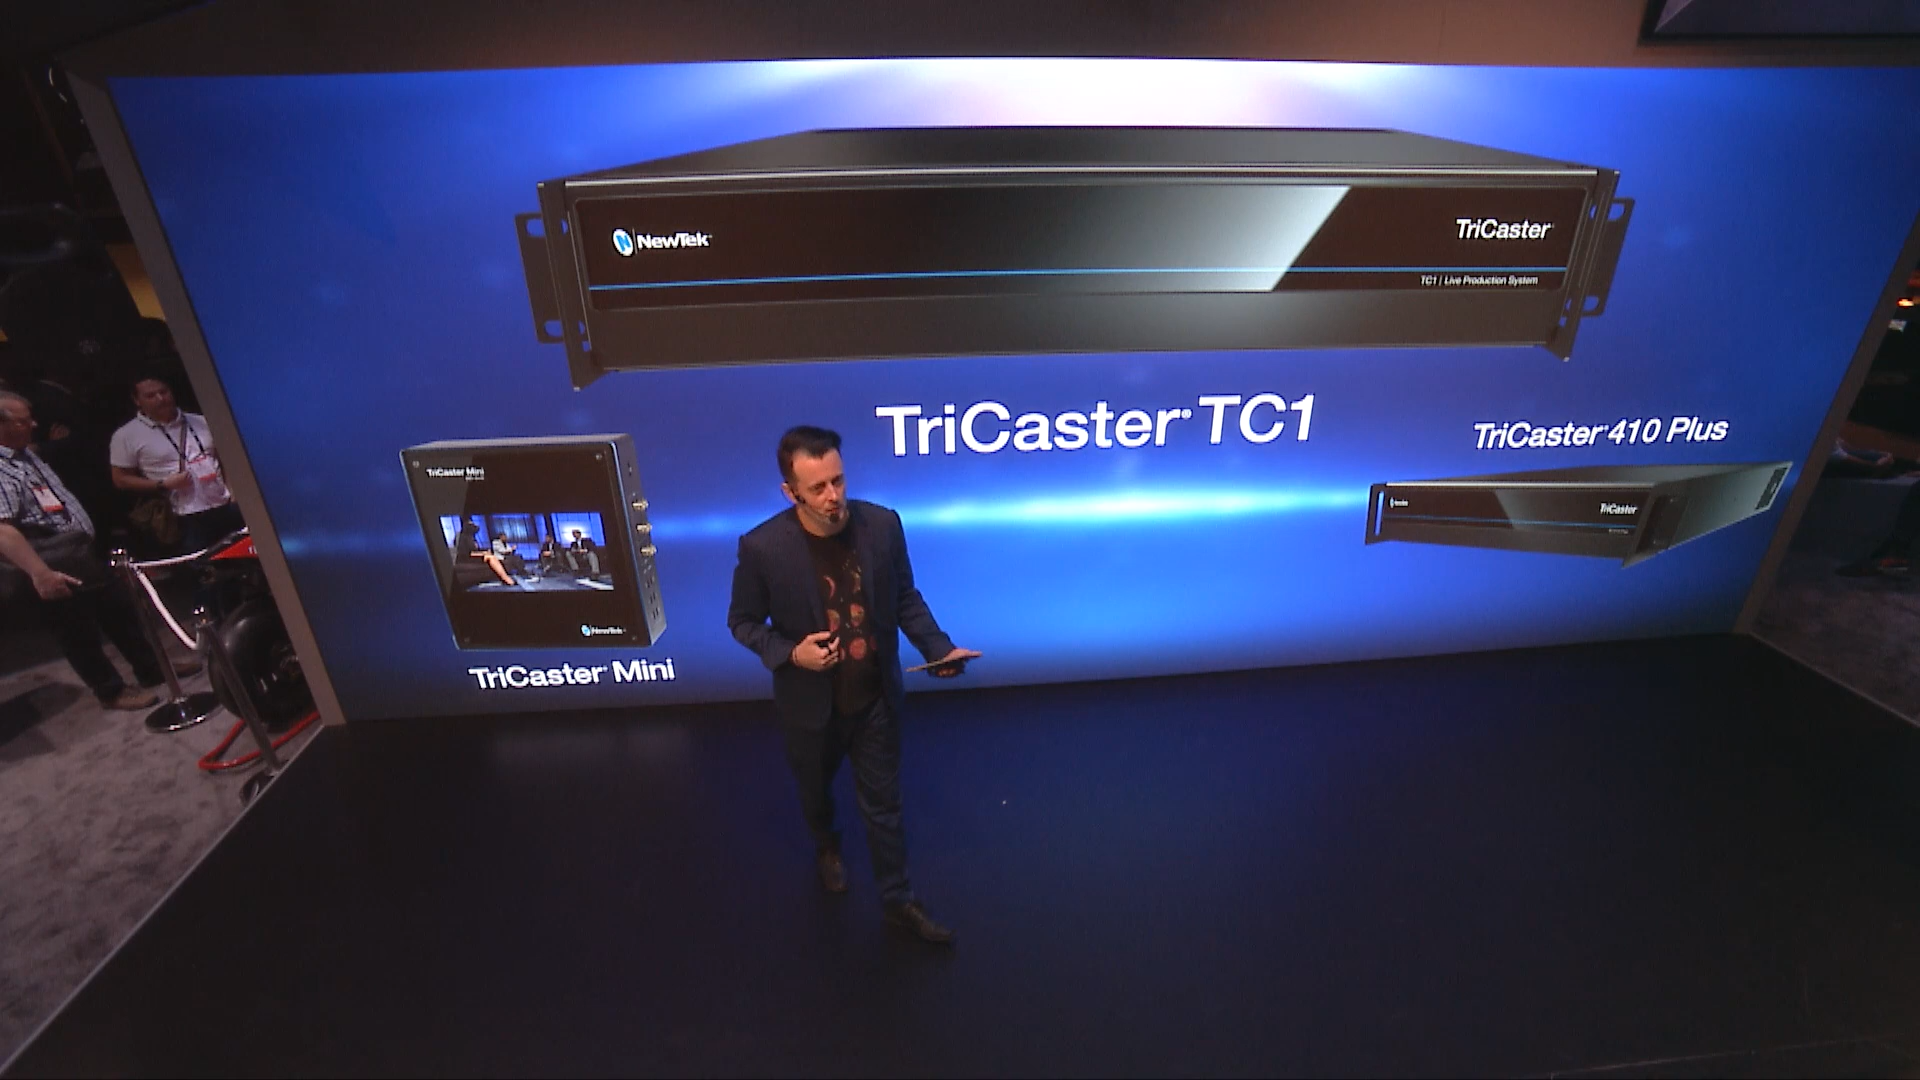 NewTek
TriCaster
TC1 | Live Production System
TriCaster® TC1
TriCaster® 410 Plus
TriCaster Mini
TriCaster
NewTek
TriCaster® Mini